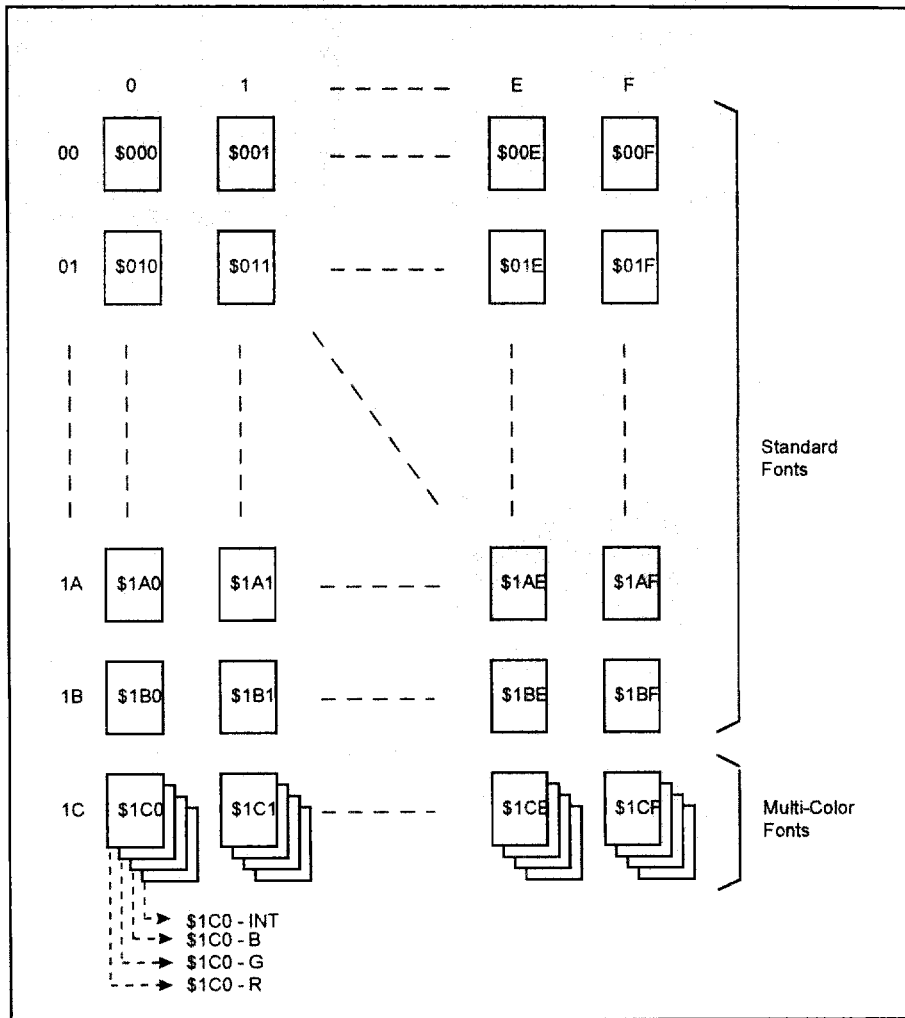 0 1 E F
00 $000 $001 $00E $00F
01 $010 $011 $01E $01F
Standard
Fonts
1A $1A0 $1A1 $1AE $1AF
1B $1B0 $1B1 $1BE $1BF
1C $1C0 $1C1 $1CE $1CF
Multi-Color
Fonts
$1C0 - INT
$1C0 - B
$1C0 - G
$1C0 - R